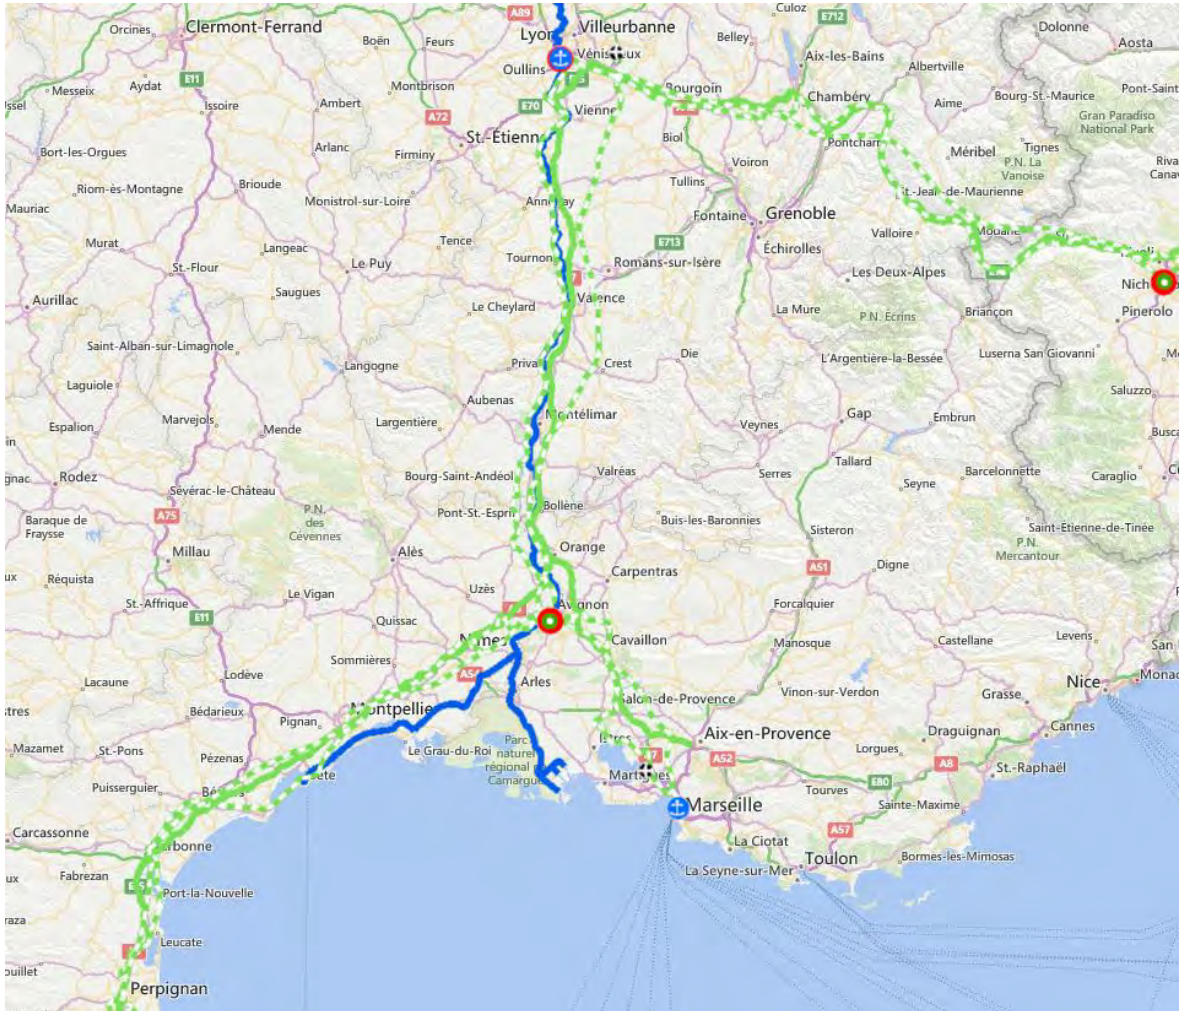 Orcines
Clermont-Ferrand
A89
Villeurbanne
Culoz
E712
Dolonne
Boën
Feurs
Lyon
Belley
Aix-les-Bains
Aosta
Messeix
Aydat
E11
Oullins
Albertville
Ussel
Issoire
Montbrison
Bourgoin
Bourg-St.-Maurice
Pont-Saint
Ambert
E70
Vienne
Chambéry
Aime
Gran Paradiso
National Park
A72
St.-Étienne
Biol
Tignes
Bort-les-Orgues
Arlanc
Firminy
Voiron
Méribel
P.N. La
Vanoise
Riom-ès-Montagne
Brioude
Monistrol-sur-Loire
Tullins
St.-Jean-de-Maurienne
Mauriac
Fontaine
Grenoble
Murat
Langeac
Tence
E713
Échirolles
Valloire
St.-Flour
Le Puy
Tournon
Romans-sur-Isère
Les Deux-Alpes
Aurillac
Saugues
Le Cheylard
Valence
La Mure
P.N. Écrins
Briançon
Pinerolo
Saint-Alban-sur-Limagnole
Langogne
Crest
Die
L'Argentière-la-Bessée
Luserna San Giovanni
Laguiole
Aubenas
Saluzzo
Espalion
Marvejols
Mende
Largentière
Montélimar
Veynes
Gap
Embrun
Rodez
Bourg-Saint-Andéol
Valréas
Serres
Tallard
Barcelonnette
Caraglio
Sévérac-le-Château
Seyne
Baraque de
Fraysse
A75
P.N.
des
Cévennes
Pont-St.-Esprit
Bollène
Buis-les-Baronnies
Sisteron
Saint-Étienne-de-Tinée
P.N.
Mercantour
Millau
Alès
Orange
Réquista
Uzès
Carpentras
A51
Digne
St.-Affrique
Le Vigan
Avignon
Forcalquier
E11
Quissac
Nîmes
Cavaillon
Manosque
Castellane
Levens
San
Lacaune
Lodève
Sommières
A54
Arles
Salon-de-Provence
Vinon-sur-Verdon
Grasse
Nice
Monaco
Bédarieux
Pignan
Montpellier
Cannes
Mazamet
St.-Pons
Pézenas
Le Grau-du-Roi
Parc
naturel
régional
Camargue
Istres
Aix-en-Provence
Lorgues
Draguignan
A8
A52
St.-Raphaël
Puisserguier
Martigues
E80
Tourves
Sainte-Maxime
Carcassonne
Marseille
A57
La Ciotat
Toulon
Bormes-les-Mimosas
Fabrezan
La Seyne-sur-Mer
Port-la-Nouvelle
Leucate
Perpignan